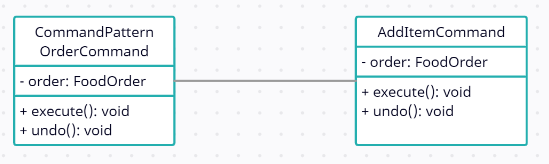 CommandPattern
OrderCommand
- order: FoodOrder
+ execute(): void
+ undo(): void
AddItemCommand
- order: FoodOrder
+ execute(): void
+ undo(): void